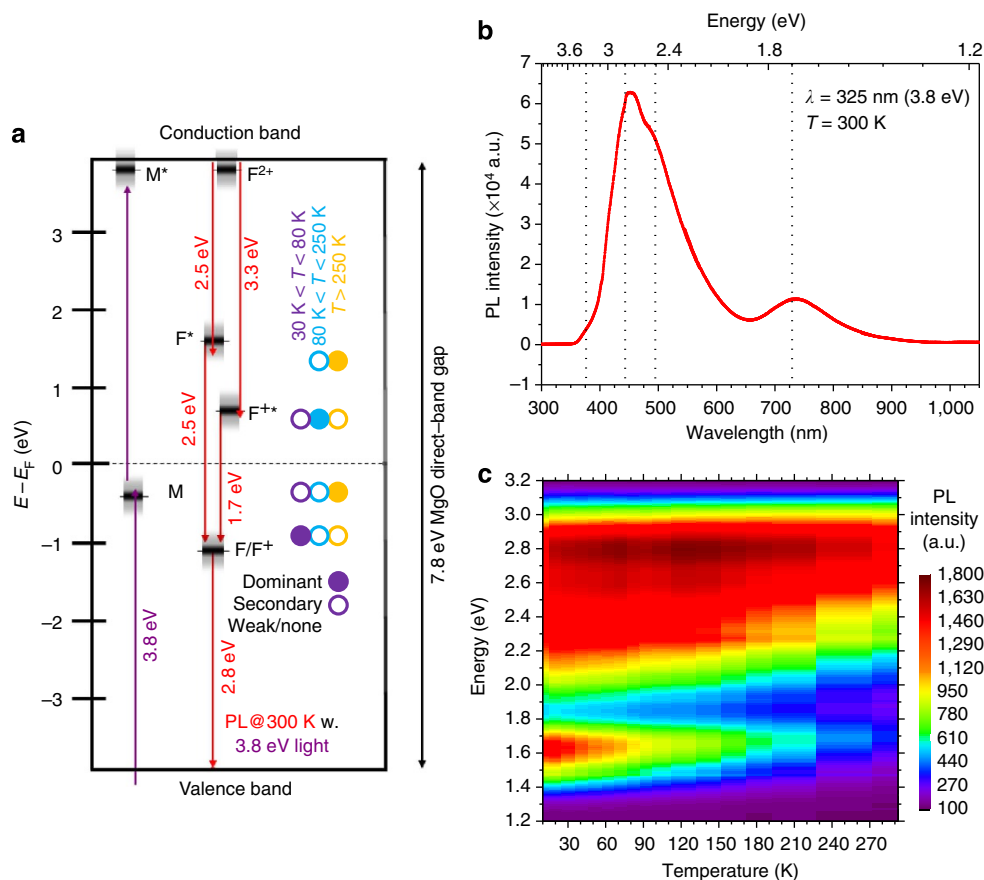 a
Conduction band
M*
F2+
3
2
1
0
−1
−2
−3
E – EF (eV)
2.5 eV
3.3 eV
30 K < T < 80 K
80 K < T < 250 K
T > 250 K
F*
F+*
2.5 eV
1.7 eV
M
F/F+
Dominant
Secondary
Weak/none
3.8 eV
2.8 eV
PL@300 K w.
3.8 eV light
7.8 eV MgO direct–band gap
Valence band
b
Energy (eV)
3.6 3 2.4 1.8 1.2
7
6
5
4
3
2
1
0
−1
PL intensity (×10⁴ a.u.)
λ = 325 nm (3.8 eV)
T = 300 K
300 400 500 600 700 800 900 1,000
Wavelength (nm)
c
3.2
3.0
2.8
2.6
2.4
2.2
2.0
1.8
1.6
1.4
1.2
Energy (eV)
30 60 90 120 150 180 210 240 270
Temperature (K)
PL
intensity
(a.u.)
1,800
1,630
1,460
1,290
1,120
950
780
610
440
270
100